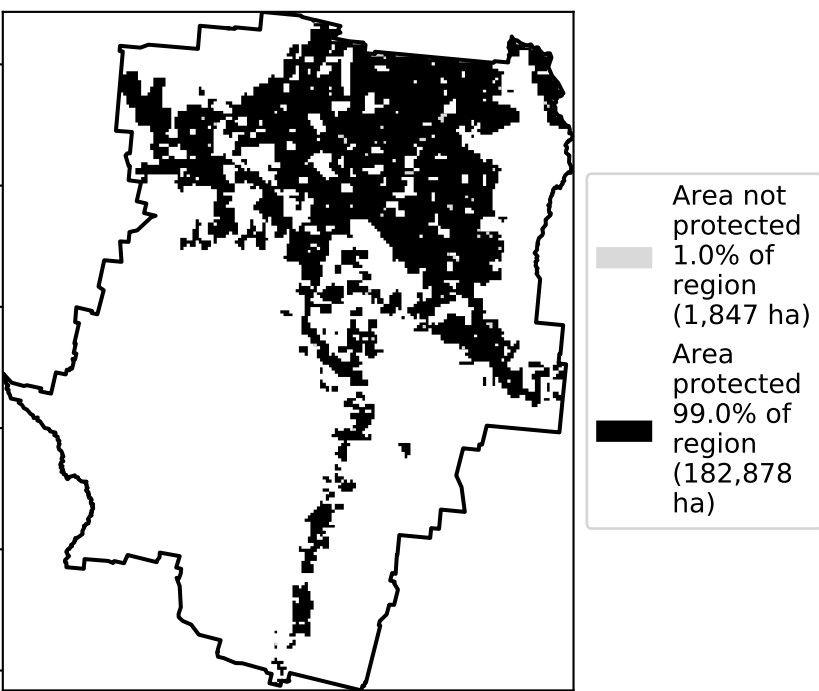 Area not
protected
1.0% of
region
(1,847 ha)
Area
protected
99.0% of
region
(182,878
ha)